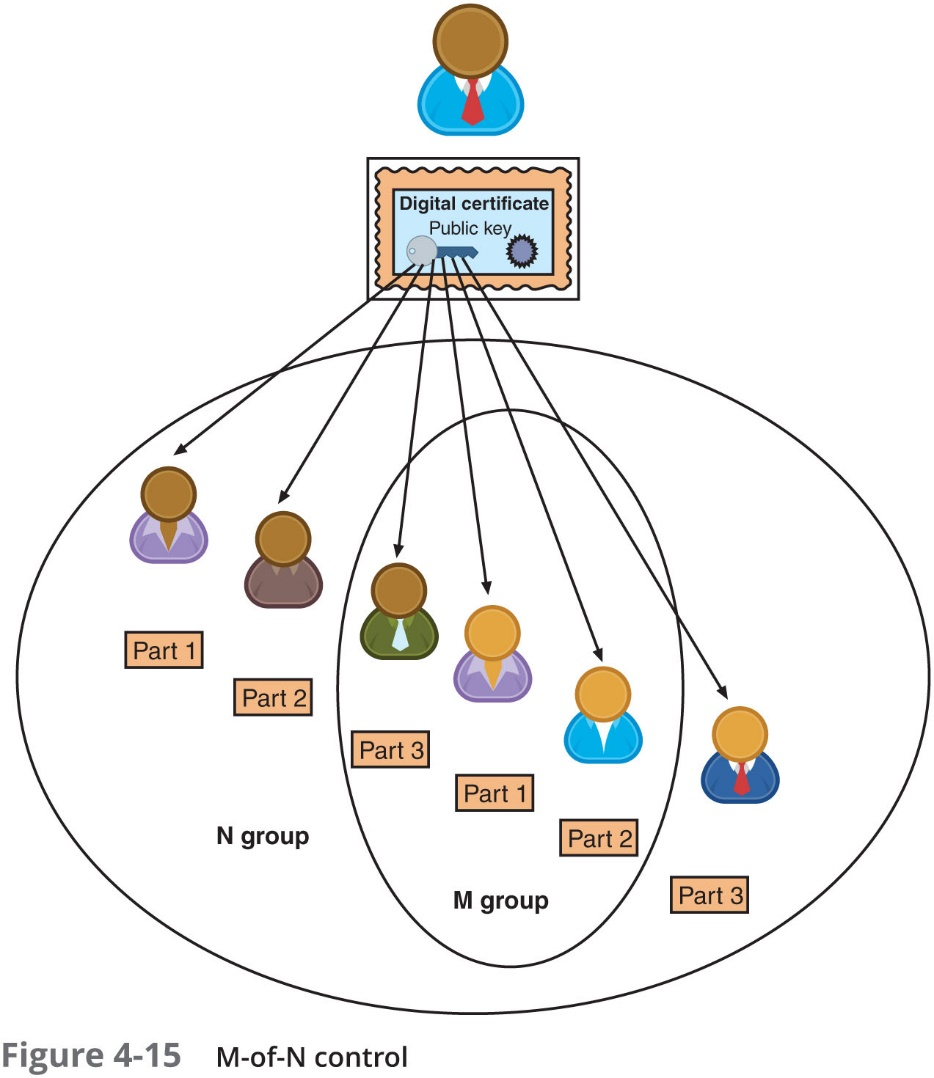 Digital certificate
Public key
Part 1
Part 2
Part 3
Part 1
Part 2
Part 3
N group
M group
Figure 4-15 M-of-N control